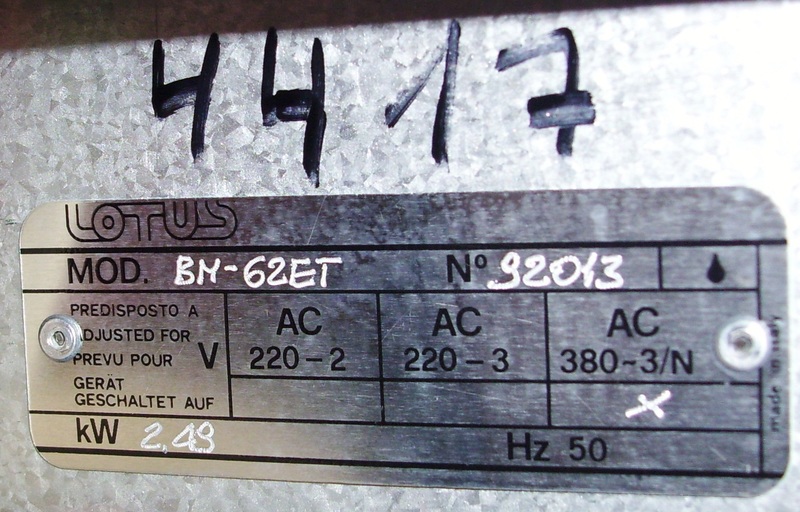 4417
LOTUS
MOD. BM-62ET N° 92013
PREDISPOSTO A
ADJUSTED FOR
PREVU POUR V
GERÄT
GESCHALTET AUF
AC AC AC
220-2 220-3 380~3/N
x
kW 2,49 Hz 50
made in Italy